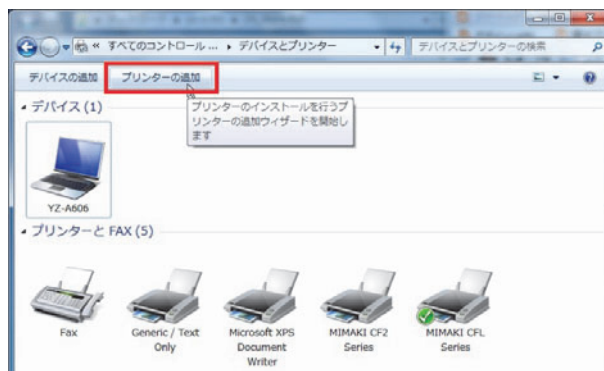 « すべてのコントロール ... ▸ デバイスとプリンター
デバイスとプリンターの検索
デバイスの追加 プリンターの追加
プリンターのインストールを行うプ
リンターの追加ウィザードを開始し
ます
デバイス (1)
YZ-A606
プリンターと FAX (5)
Fax
Generic / Text
Only
Microsoft XPS
Document
Writer
MIMAKI CF2
Series
MIMAKI CFL
Series